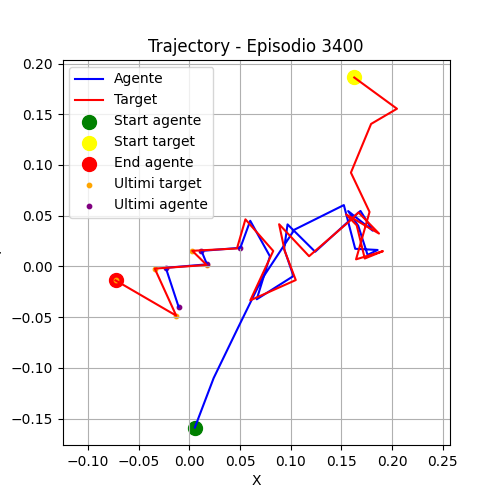 Trajectory - Episodio 3400
0.20
0.15
0.10
0.05
0.00
−0.05
−0.10
−0.15
Agente
Target
Start agente
Start target
End agente
Ultimi target
Ultimi agente
−0.10 −0.05 0.00 0.05 0.10 0.15 0.20 0.25
X